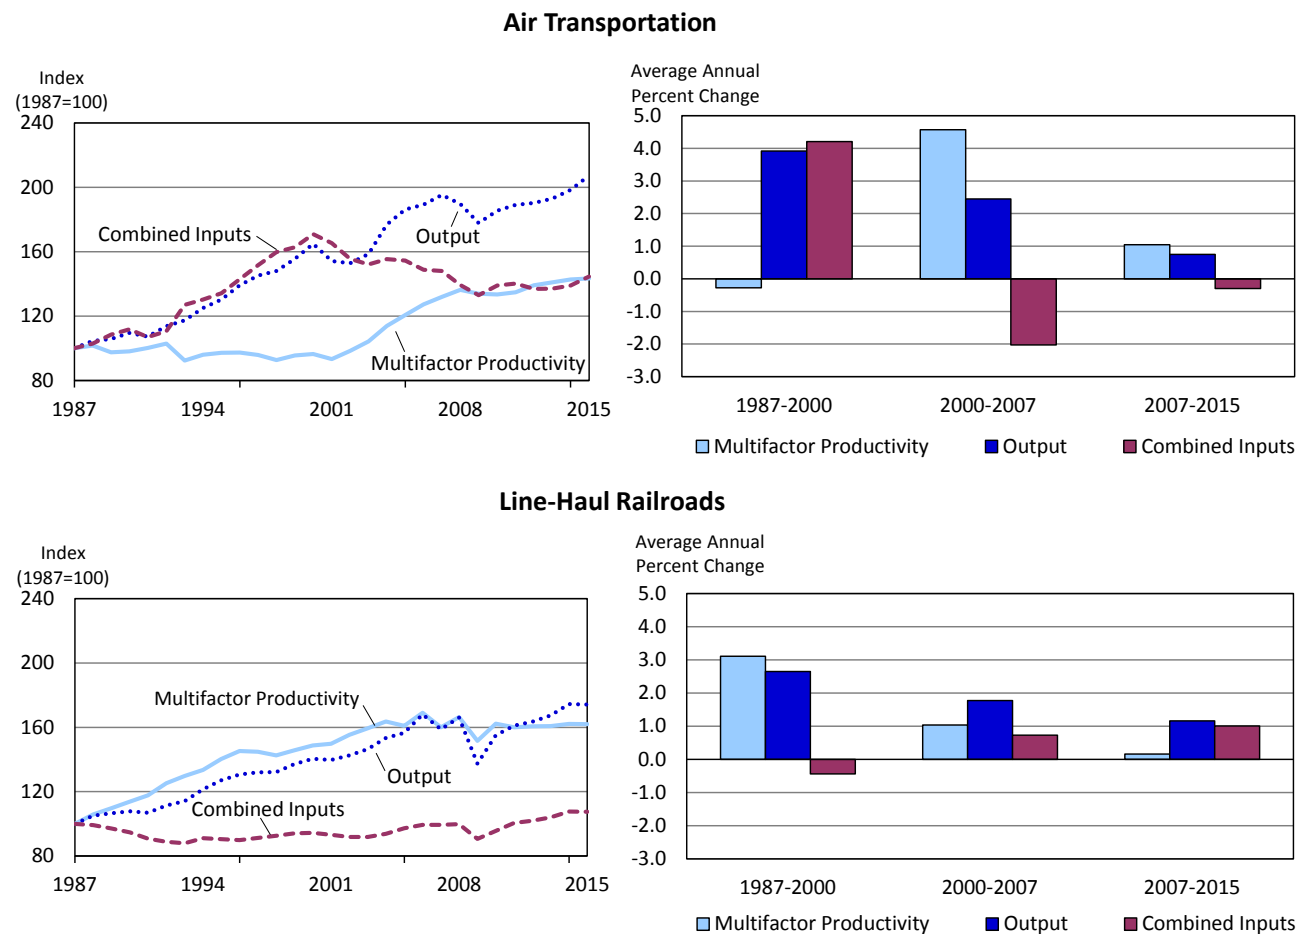 Air Transportation
Index
(1987=100)
240
200
160
120
80
Combined Inputs
Output
Multifactor Productivity
1987 1994 2001 2008 2015
Average Annual
Percent Change
5.0
4.0
3.0
2.0
1.0
0.0
-1.0
-2.0
-3.0
1987-2000 2000-2007 2007-2015
Multifactor Productivity Output Combined Inputs
Line-Haul Railroads
Index
(1987=100)
240
200
160
120
80
Multifactor Productivity
Output
Combined Inputs
1987 1994 2001 2008 2015
Average Annual
Percent Change
5.0
4.0
3.0
2.0
1.0
0.0
-1.0
-2.0
-3.0
1987-2000 2000-2007 2007-2015
Multifactor Productivity Output Combined Inputs